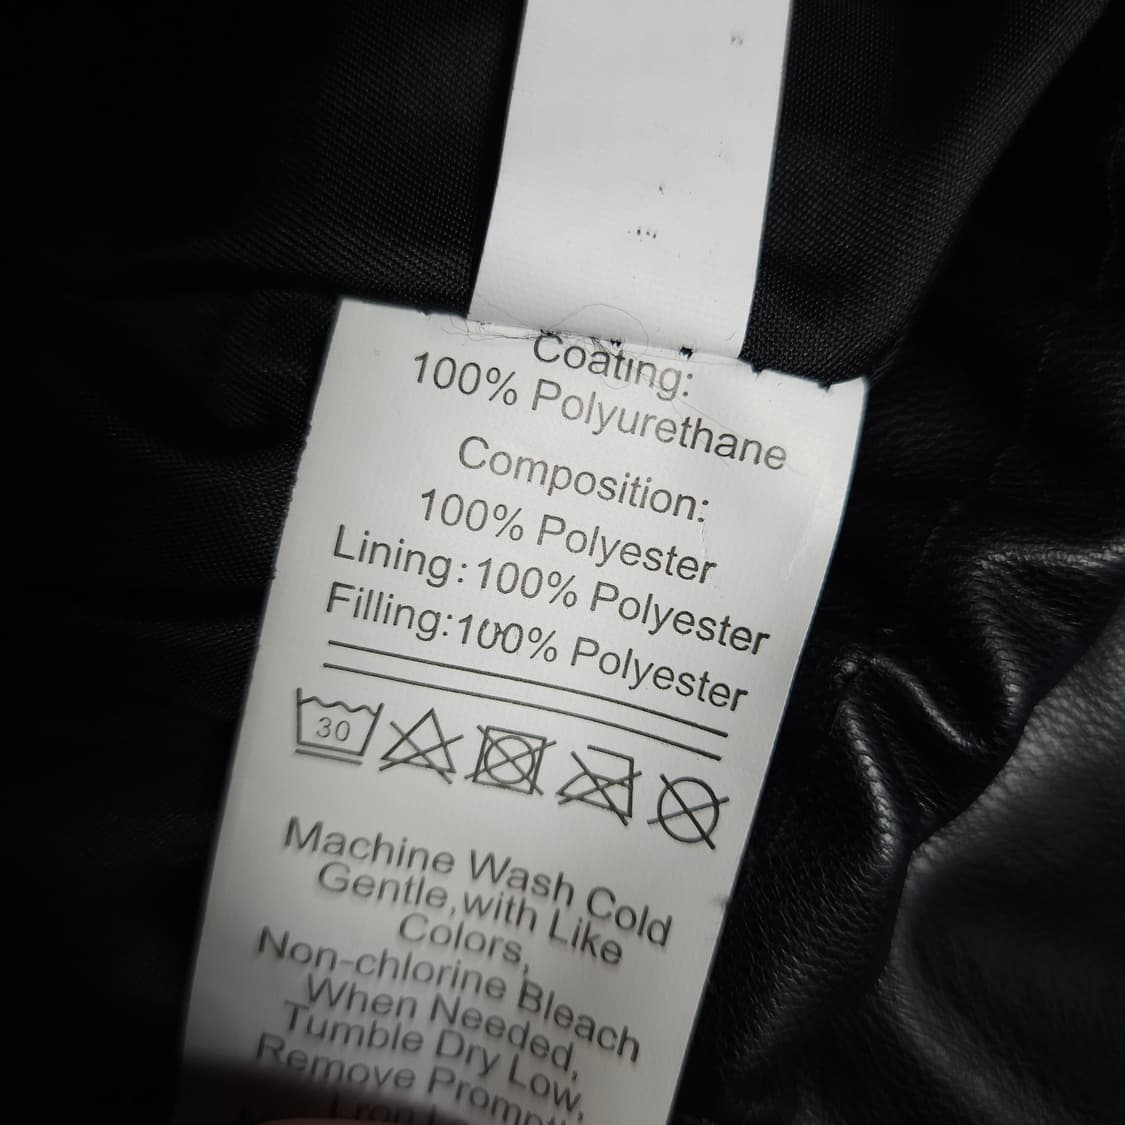 Coating:
100% Polyurethane
Composition:
100% Polyester
Lining:100% Polyester
Filling:100% Polyester
30
Machine Wash Cold
Gentle,with Like
Colors,
Non-chlorine Bleach
When Needed,
Tumble Dry Low,
Remove